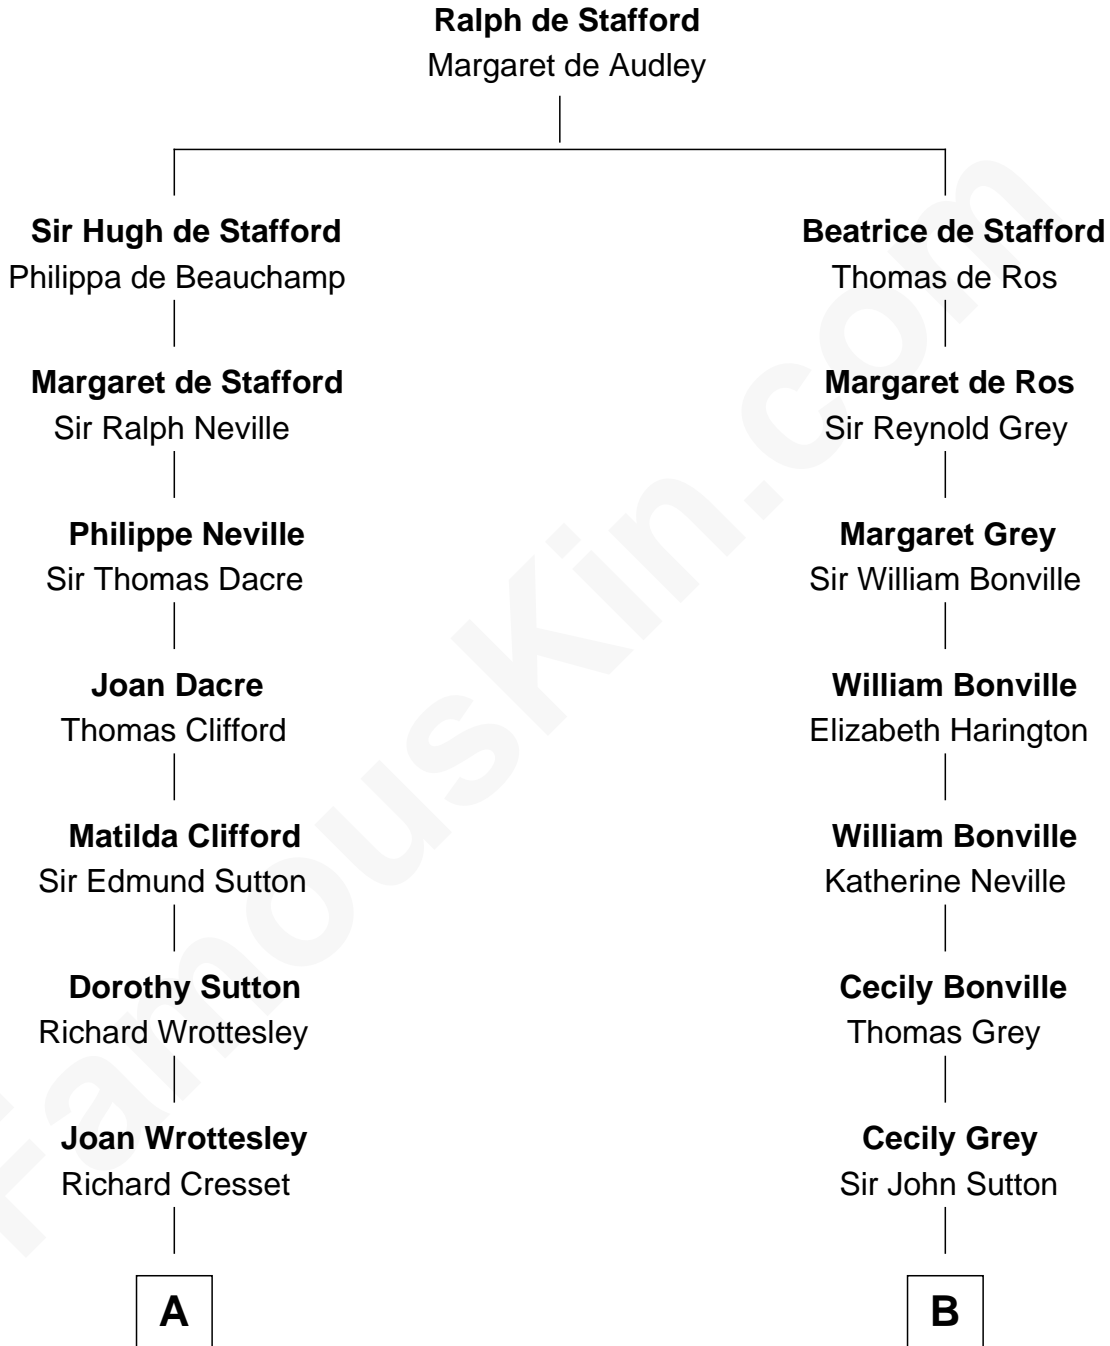 Ralph de Stafford
Margaret de Audley
Sir Hugh de Stafford
Philippa de Beauchamp
Beatrice de Stafford
Thomas de Ros
Margaret de Stafford
Sir Ralph Neville
Margaret de Ros
Sir Reynold Grey
Philippe Neville
Sir Thomas Dacre
Margaret Grey
Sir William Bonville
Joan Dacre
Thomas Clifford
William Bonville
Elizabeth Harington
Matilda Clifford
Sir Edmund Sutton
William Bonville
Katherine Neville
Dorothy Sutton
Richard Wrottesley
Cecily Bonville
Thomas Grey
Joan Wrottesley
Richard Cresset
Cecily Grey
Sir John Sutton
A
B
FamousKin.com